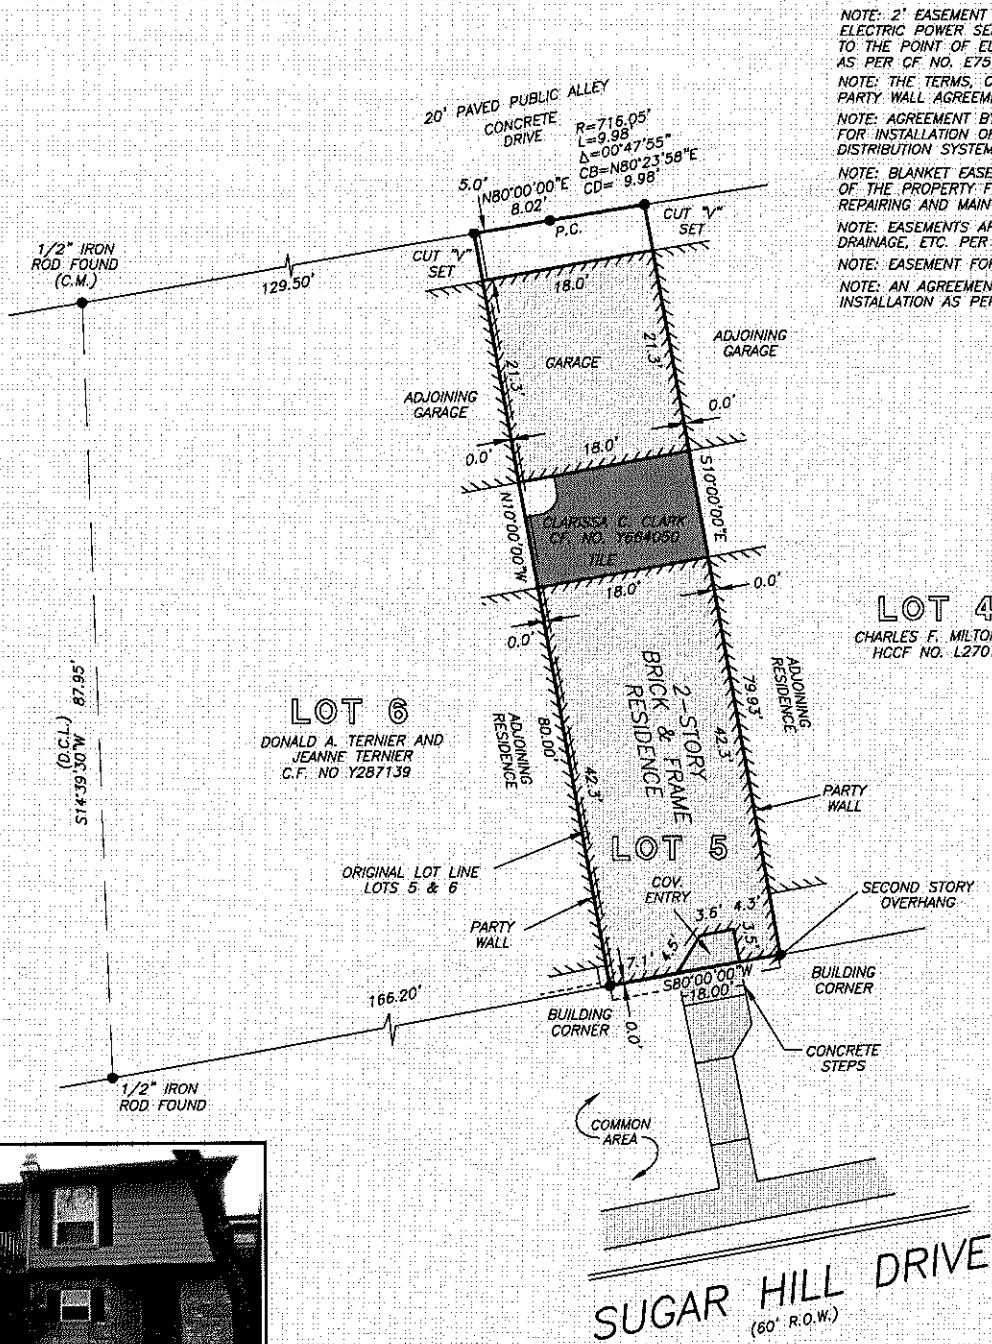 NOTE: 2' EASEMENT
ELECTRIC POWER
TO THE POINT OF
AS PER CF NO. E75
NOTE: THE TERMS,
PARTY WALL
NOTE: AGREEMENT
FOR INSTALLATION
DISTRIBUTION SYSTEM
NOTE: BLANKET
OF THE PROPERTY
REPAIRING AND
NOTE: EASEMENTS
DRAINAGE, ETC. PER
NOTE: EASEMENT
NOTE: AN
INSTALLATION AS
20' PAVED PUBLIC ALLEY
CONCRETE
DRIVE
R=716.05'
L=9.98'
Δ=00°47'55"
CB=N80°23'58"E
CD= 9.98'
5.0'
N80°00'00"E
8.02'
P.C.
CUT "V"
SET
CUT "V"
SET
1/2" IRON
ROD FOUND
(C.M.)
129.50'
18.0'
GARAGE
21.3'
21.3'
ADJOINING
GARAGE
ADJOINING
GARAGE
0.0'
0.0'
18.0'
N10°00'00"W
S10°00'00"E
CLARISSA C. CLARK
CF. NO. Y664050
TILE
18.0'
0.0'
0.0'
LOT 4
CHARLES F.
HCCF NO. L270
S14°39'30"W 87.95'
(D.C.L.)
LOT 6
DONALD A. TERNIER AND
JEANNE TERNIER
C.F. NO Y287139
ADJOINING
RESIDENCE
80.00'
42.3'
2-STORY
BRICK & FRAME
RESIDENCE
79.93'
42.3'
ADJOINING
RESIDENCE
PARTY
WALL
LOT 5
ORIGINAL LOT LINE
LOTS 5 & 6
COV.
ENTRY
SECOND STORY
OVERHANG
PARTY
WALL
7.1'
4.5'
3.6'
4.3'
3.5'
S80°00'00"W
18.00'
BUILDING
CORNER
BUILDING
CORNER
0.0'
166.20'
CONCRETE
STEPS
1/2" IRON
ROD FOUND
COMMON
AREA
SUGAR HILL DRIVE
(60' R.O.W.)